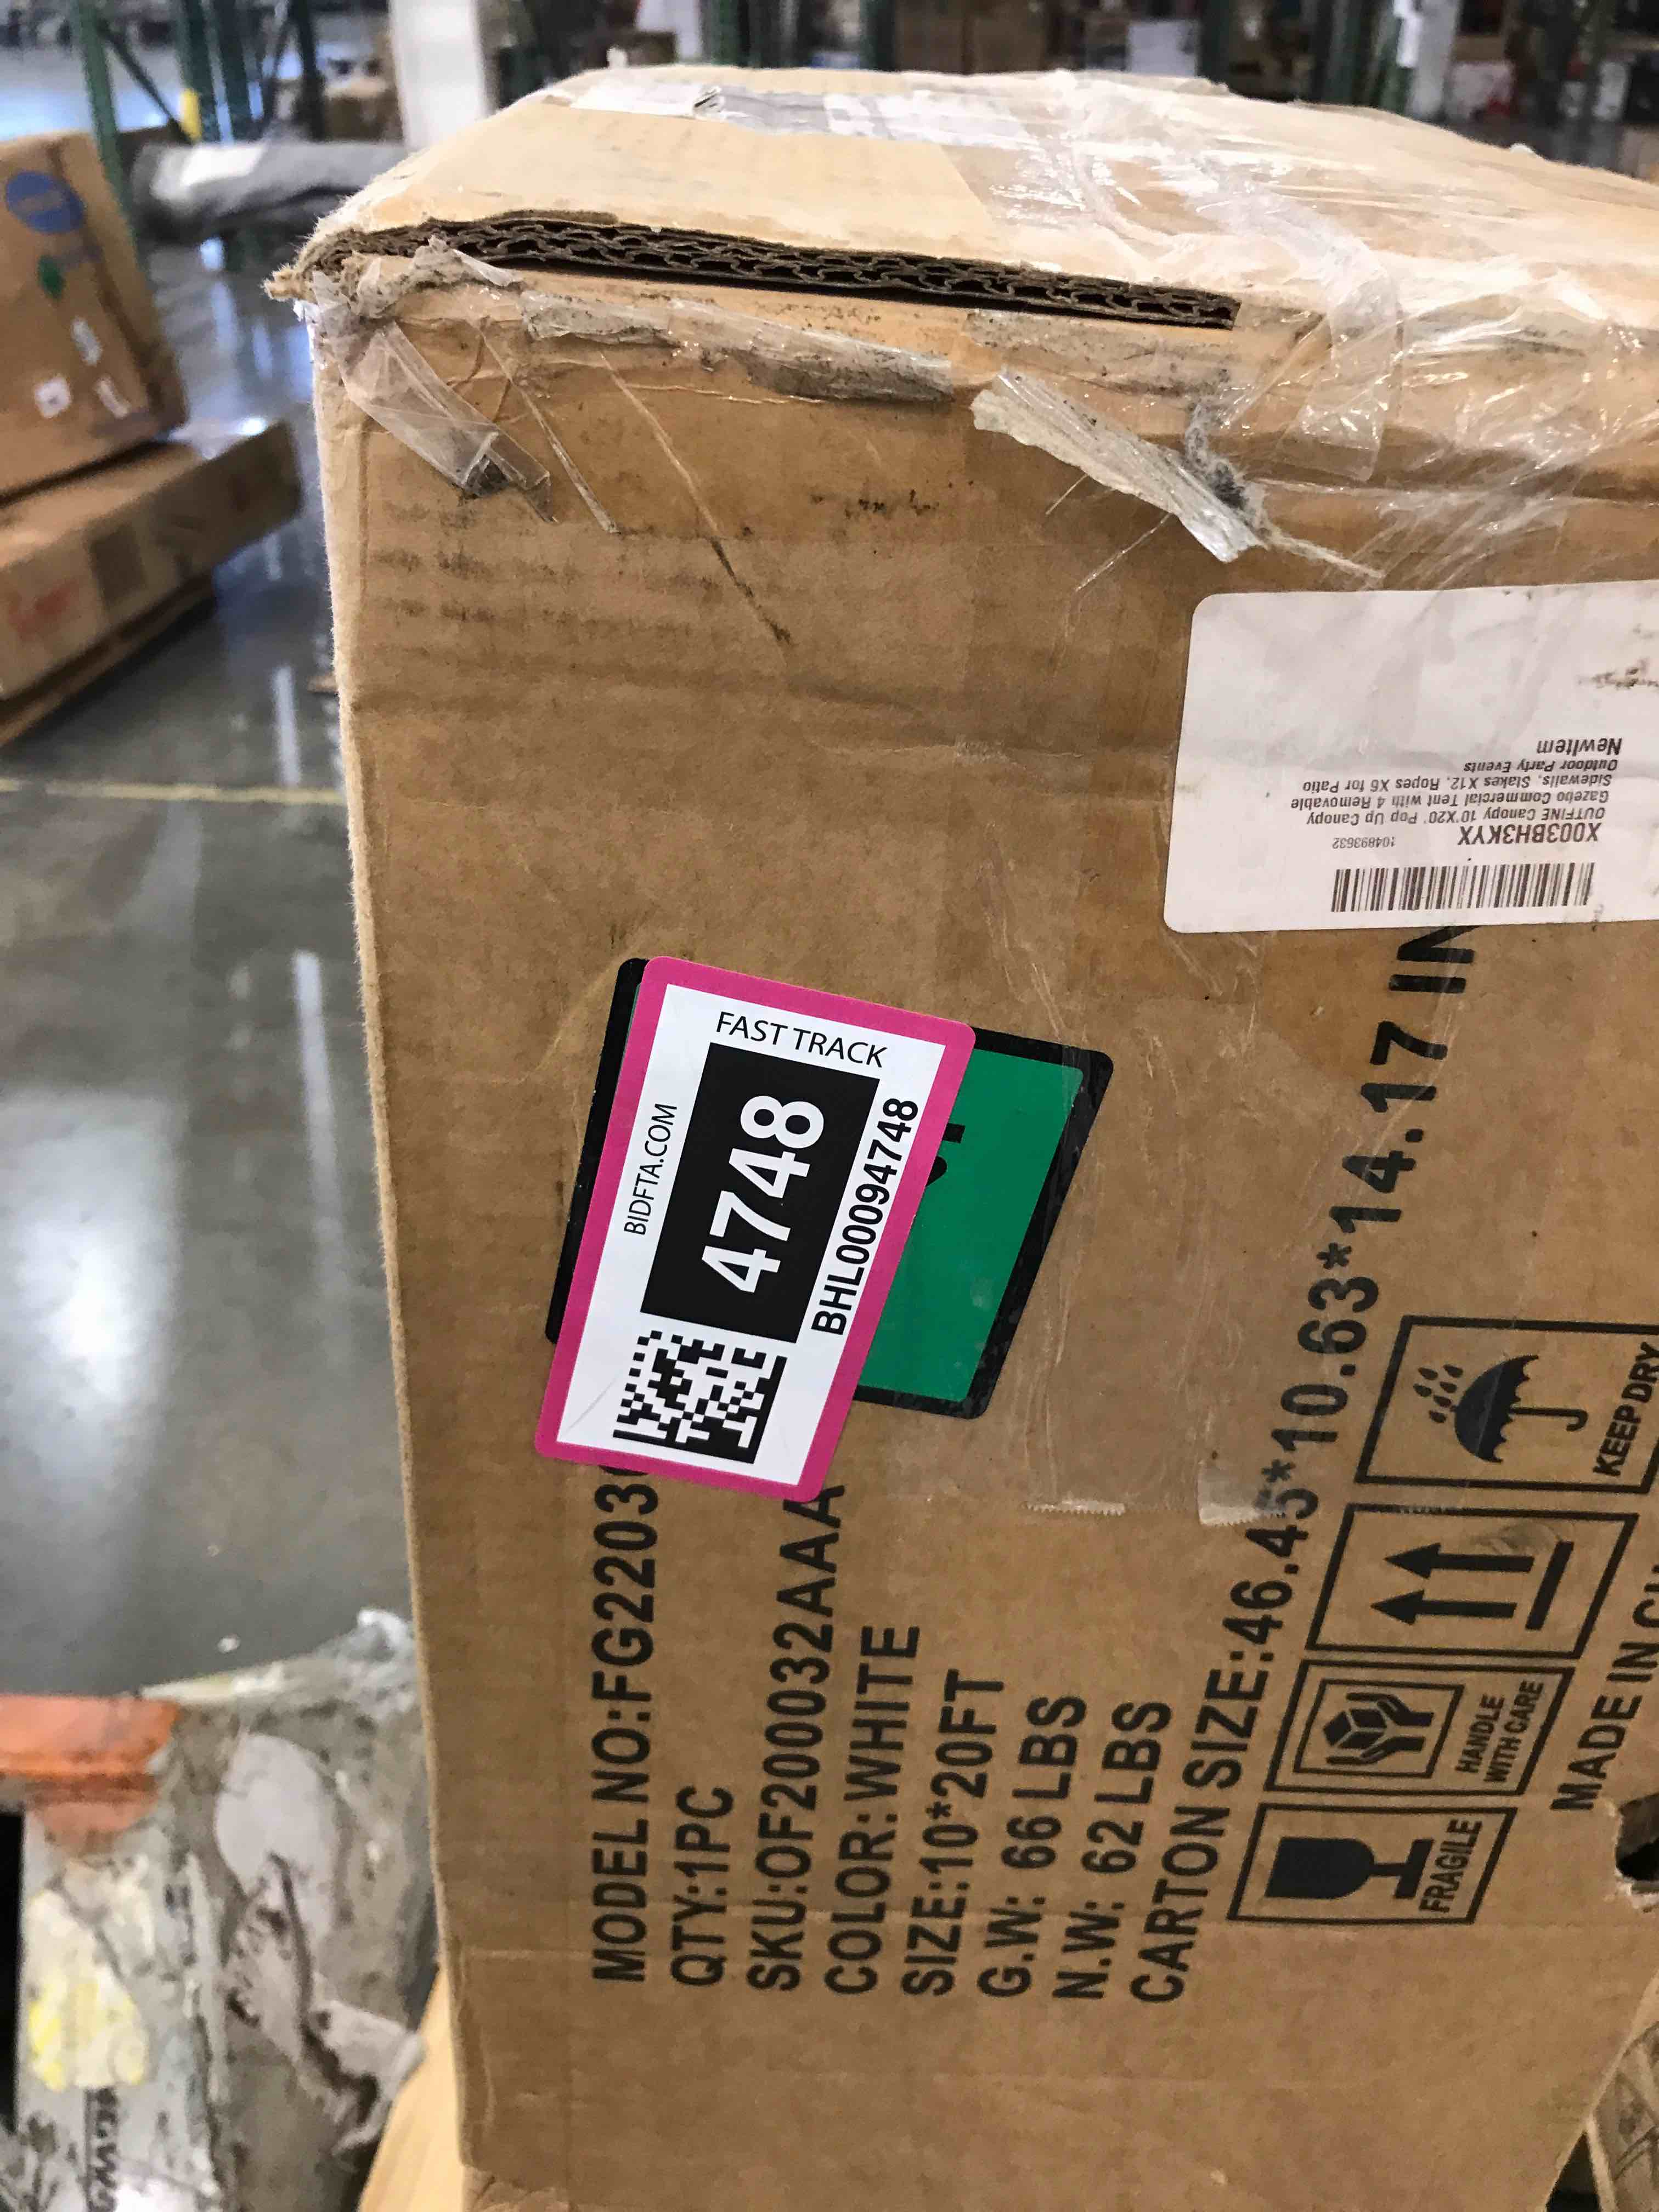 X003BH3KYX
104893632
OUTFINE Canopy 10'X20' Pop Up Canopy
Gazebo Commercial Tent with 4 Removable
Sidewalls, Stakes X12, Ropes X6 for Patio
Outdoor Party Events
NewItem
FAST TRACK
BIDFTA.COM
4748
BHL00094748
MODEL NO:FG2203
QTY:1PC
SKU:OF200032AAA
COLOR:WHITE
SIZE:10*20FT
G.W: 66 LBS
N.W: 62 LBS
CARTON SIZE:46.45*10.63*14.17 IN
FRAGILE
HANDLE
WITH CARE
KEEP DRY
MADE IN